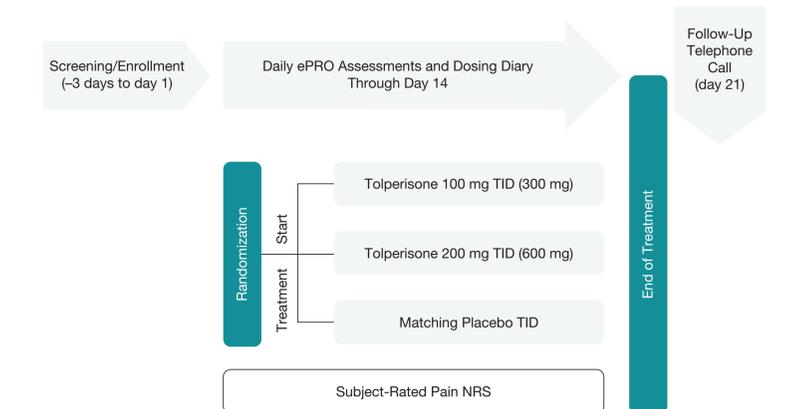 Screening/Enrollment
(–3 days to day 1)
Daily ePRO Assessments and Dosing Diary
Through Day 14
Follow-Up
Telephone
Call
(day 21)
Randomization
Treatment Start
Tolperisone 100 mg TID (300 mg)
Tolperisone 200 mg TID (600 mg)
Matching Placebo TID
End of Treatment
Subject-Rated Pain NRS